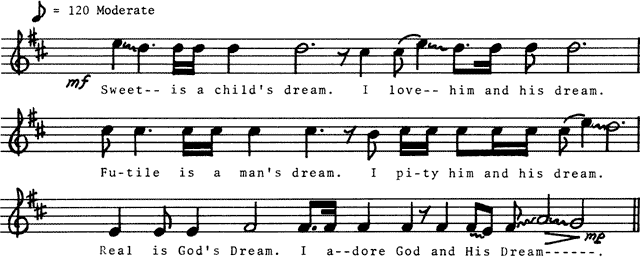 = 120 Moderate
mf
Sweet-- is a child's dream. I love-- him and his dream.
Fu-tile is a man's dream. I pi-ty him and his dream.
Real is God's Dream. I a--dore God and His Dream------.
mp